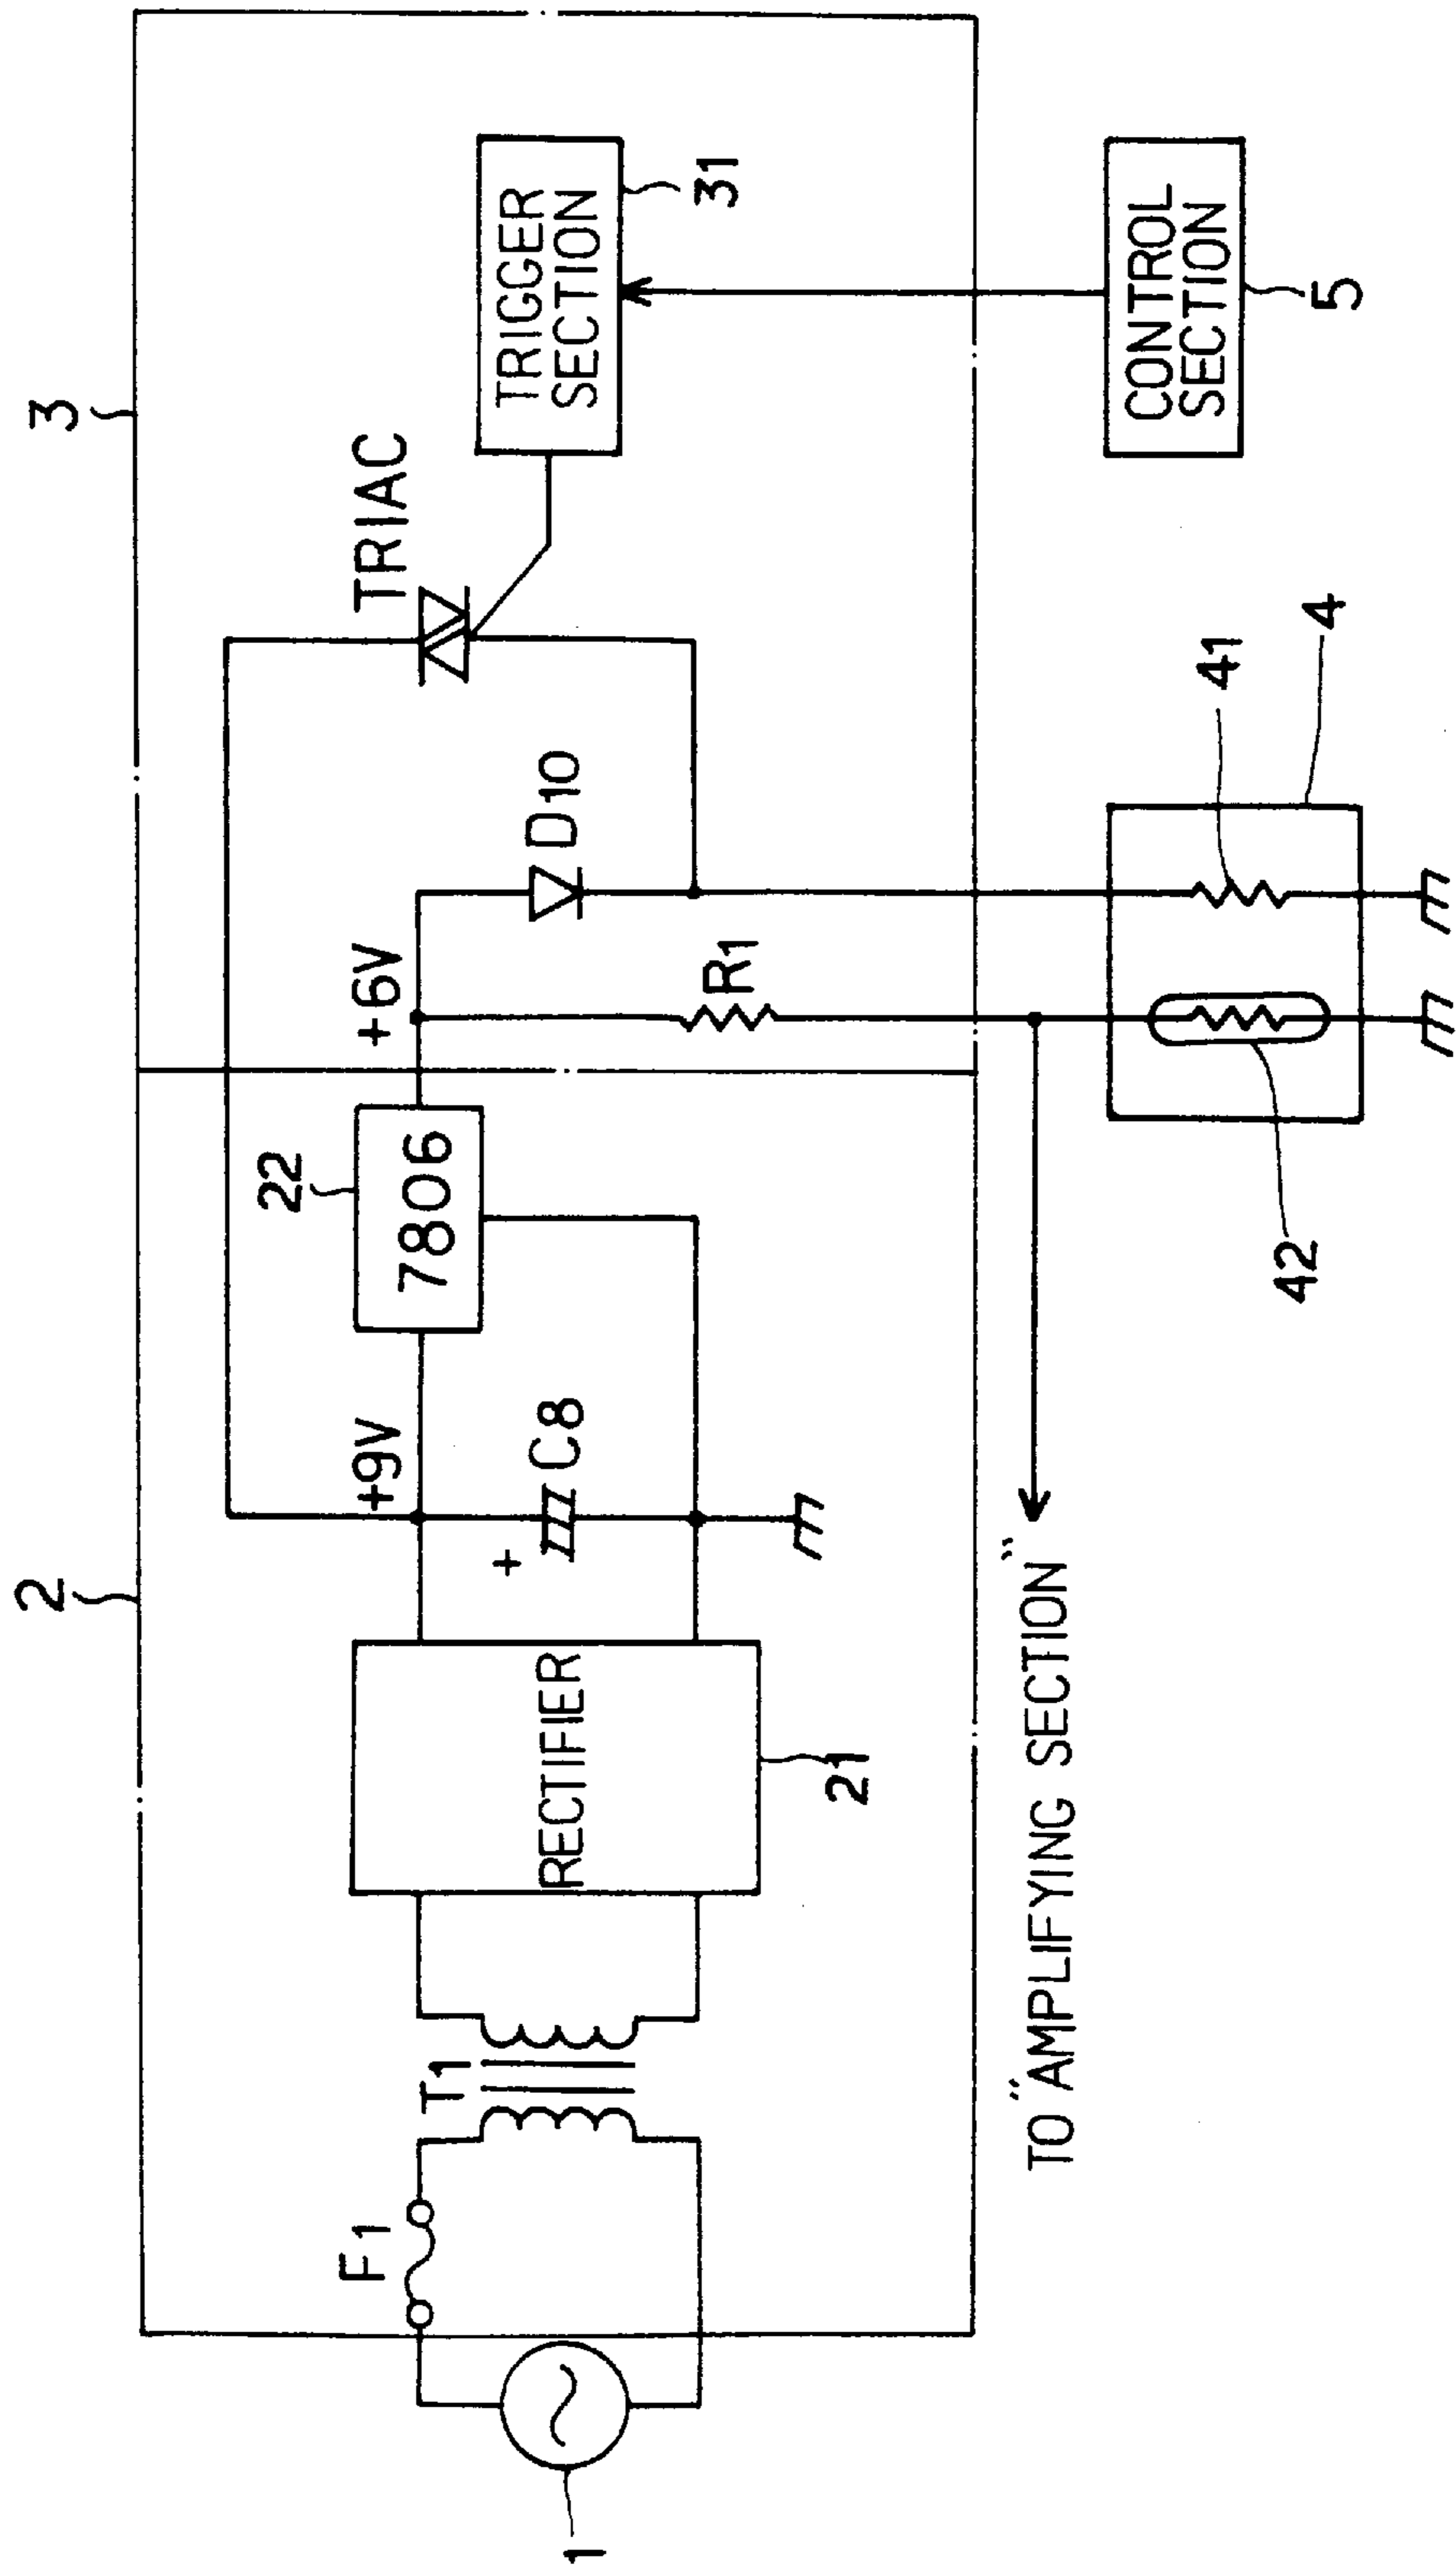 2
3
+9V
22
7806
+6V
TRIAC
F1
T1
RECTIFIER
+
C8
D10
TRIGGER
SECTION
31
1
21
R1
TO "AMPLIFYING SECTION"
42
41
4
CONTROL
SECTION
5